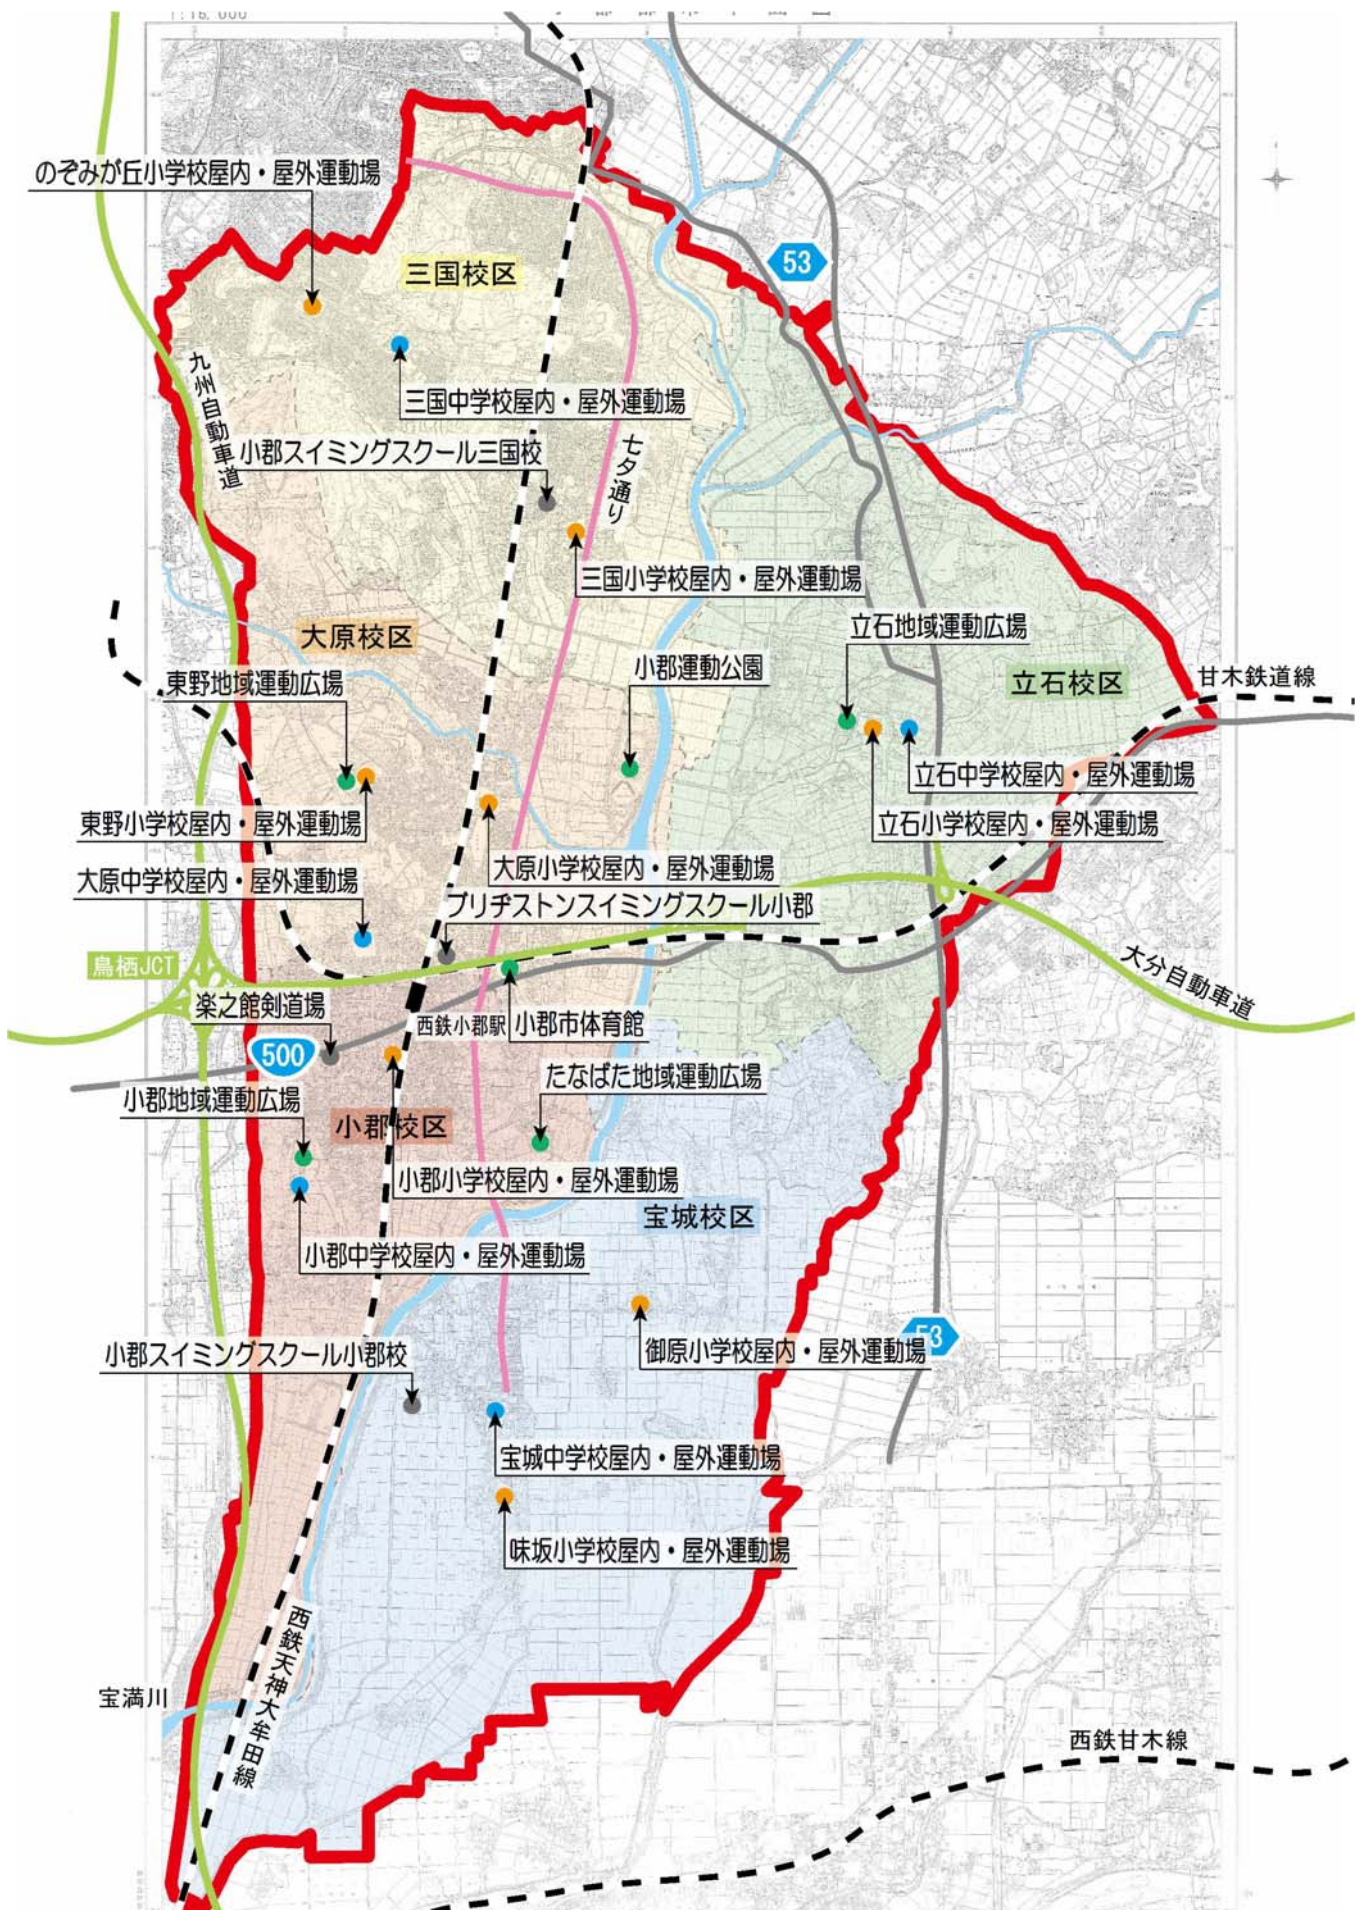 1:15,000
のぞみが丘小学校屋内・屋外運動場
53
三国校区
九州自動車道
三国中学校屋内・屋外運動場
小郡スイミングスクール三国校
七夕通り
三国小学校屋内・屋外運動場
大原校区
立石地域運動広場
小郡運動公園
東野地域運動広場
立石校区
甘木鉄道線
立石中学校屋内・屋外運動場
東野小学校屋内・屋外運動場
立石小学校屋内・屋外運動場
大原小学校屋内・屋外運動場
大原中学校屋内・屋外運動場
ブリヂストンスイミングスクール小郡
鳥栖JCT
大分自動車道
楽之館剣道場
西鉄小郡駅
小郡市体育館
500
たなばた地域運動広場
小郡地域運動広場
小郡校区
小郡小学校屋内・屋外運動場
宝城校区
小郡中学校屋内・屋外運動場
53
小郡スイミングスクール小郡校
御原小学校屋内・屋外運動場
宝城中学校屋内・屋外運動場
味坂小学校屋内・屋外運動場
西鉄天神大牟田線
宝満川
西鉄甘木線